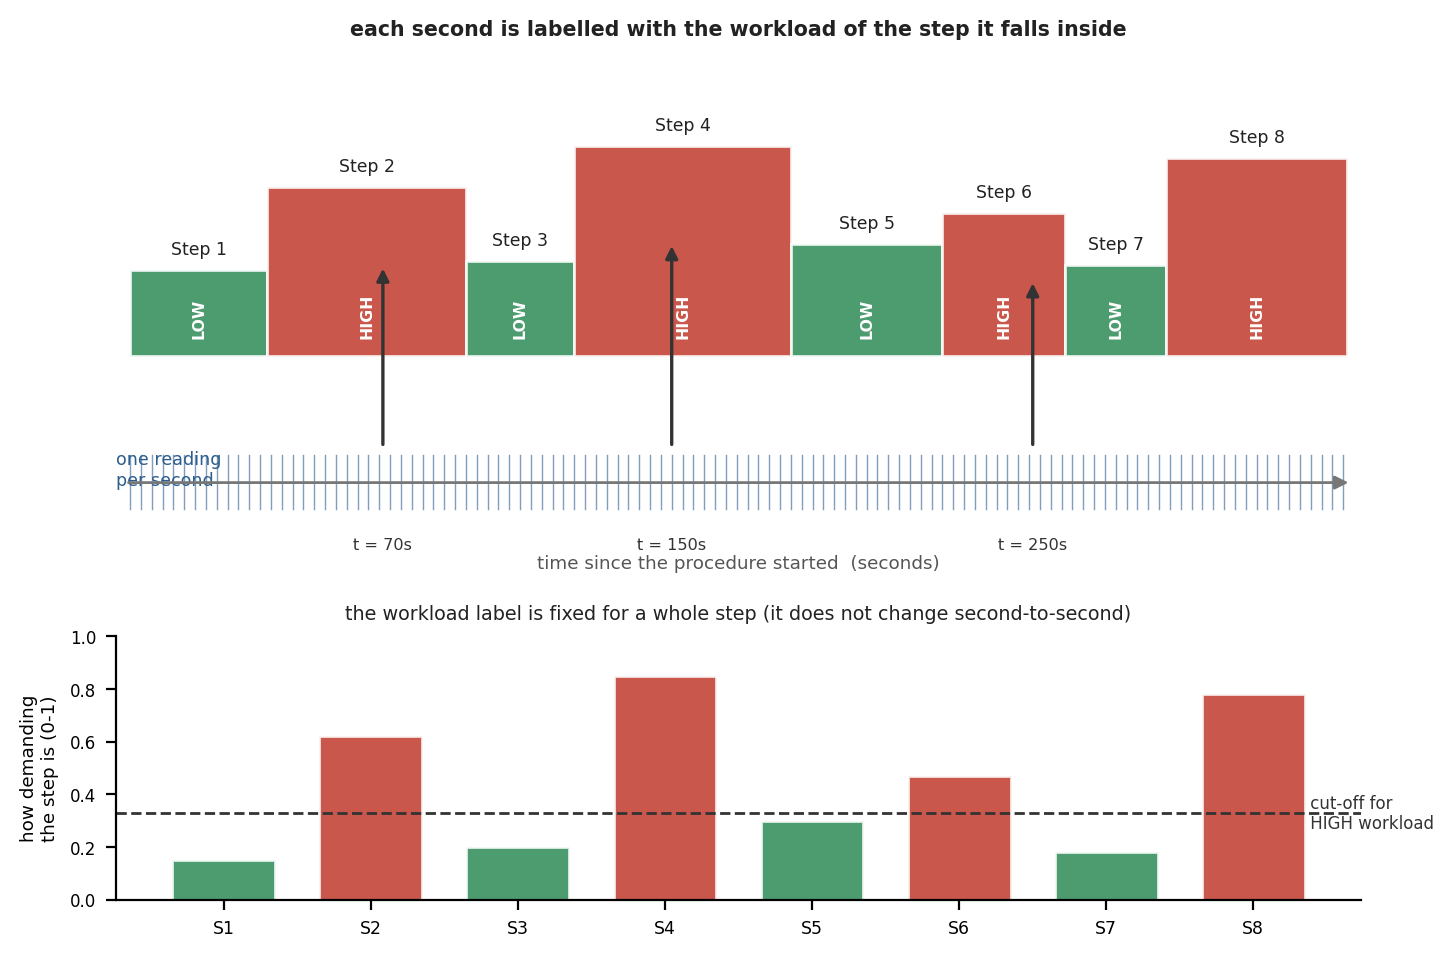 each second is labelled with the workload of the step it falls inside
Step 1
Step 2
Step 3
Step 4
Step 5
Step 6
Step 7
Step 8
LOW
HIGH
LOW
HIGH
LOW
HIGH
LOW
HIGH
one reading
per second
t = 70s
t = 150s
t = 250s
time since the procedure started (seconds)
the workload label is fixed for a whole step (it does not change second-to-second)
how demanding
the step is (0-1)
1.0
0.8
0.6
0.4
0.2
0.0
cut-off for
HIGH workload
S1
S2
S3
S4
S5
S6
S7
S8